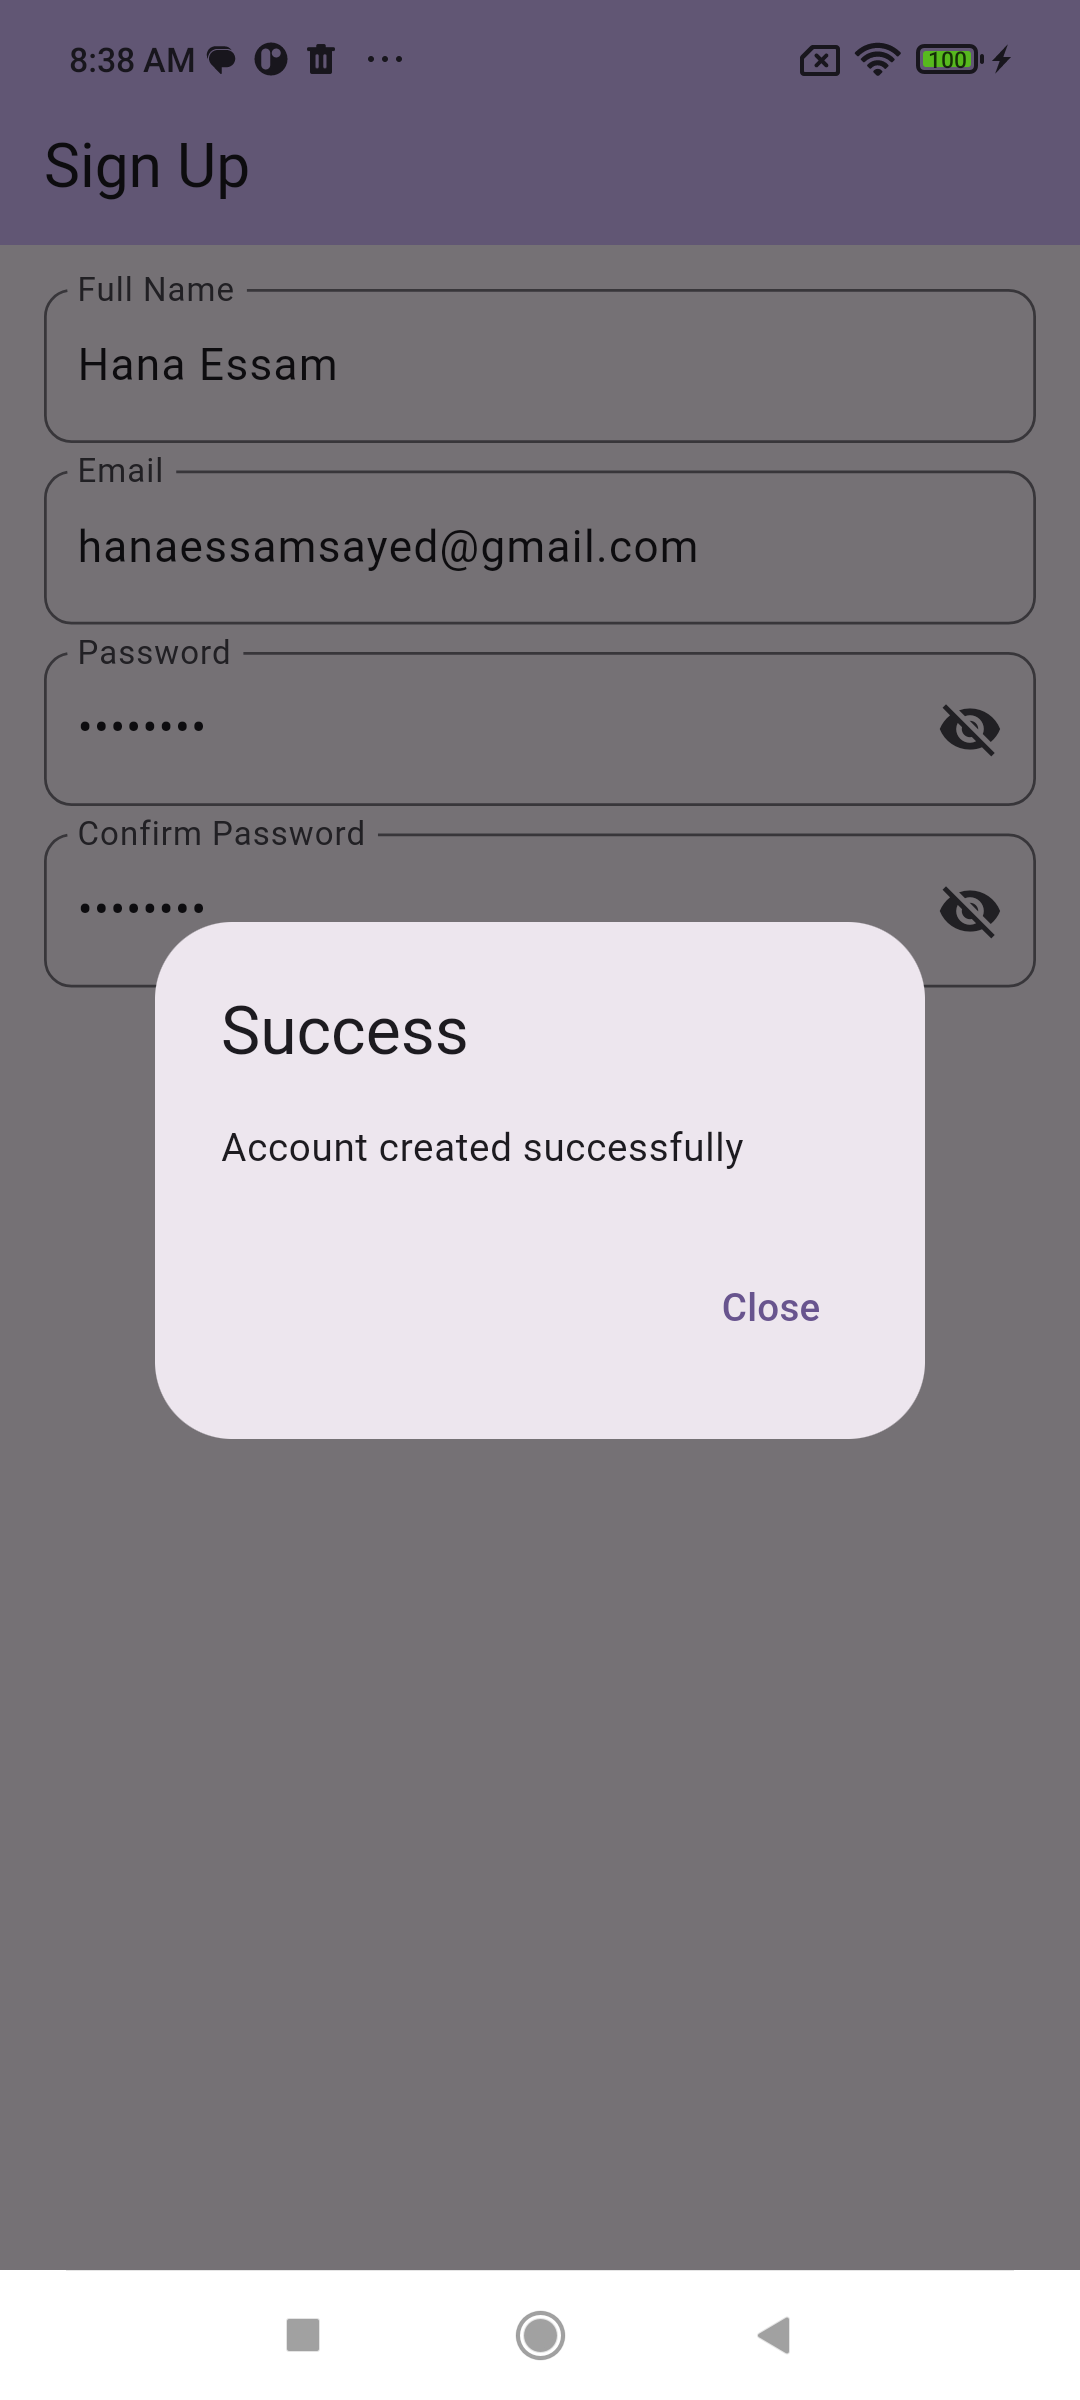 8:38 AM
100
Sign Up
Full Name
Hana Essam
Email
hanaessamsayed@gmail.com
Password
••••••••
Confirm Password
••••••••
Success
Account created successfully
Close